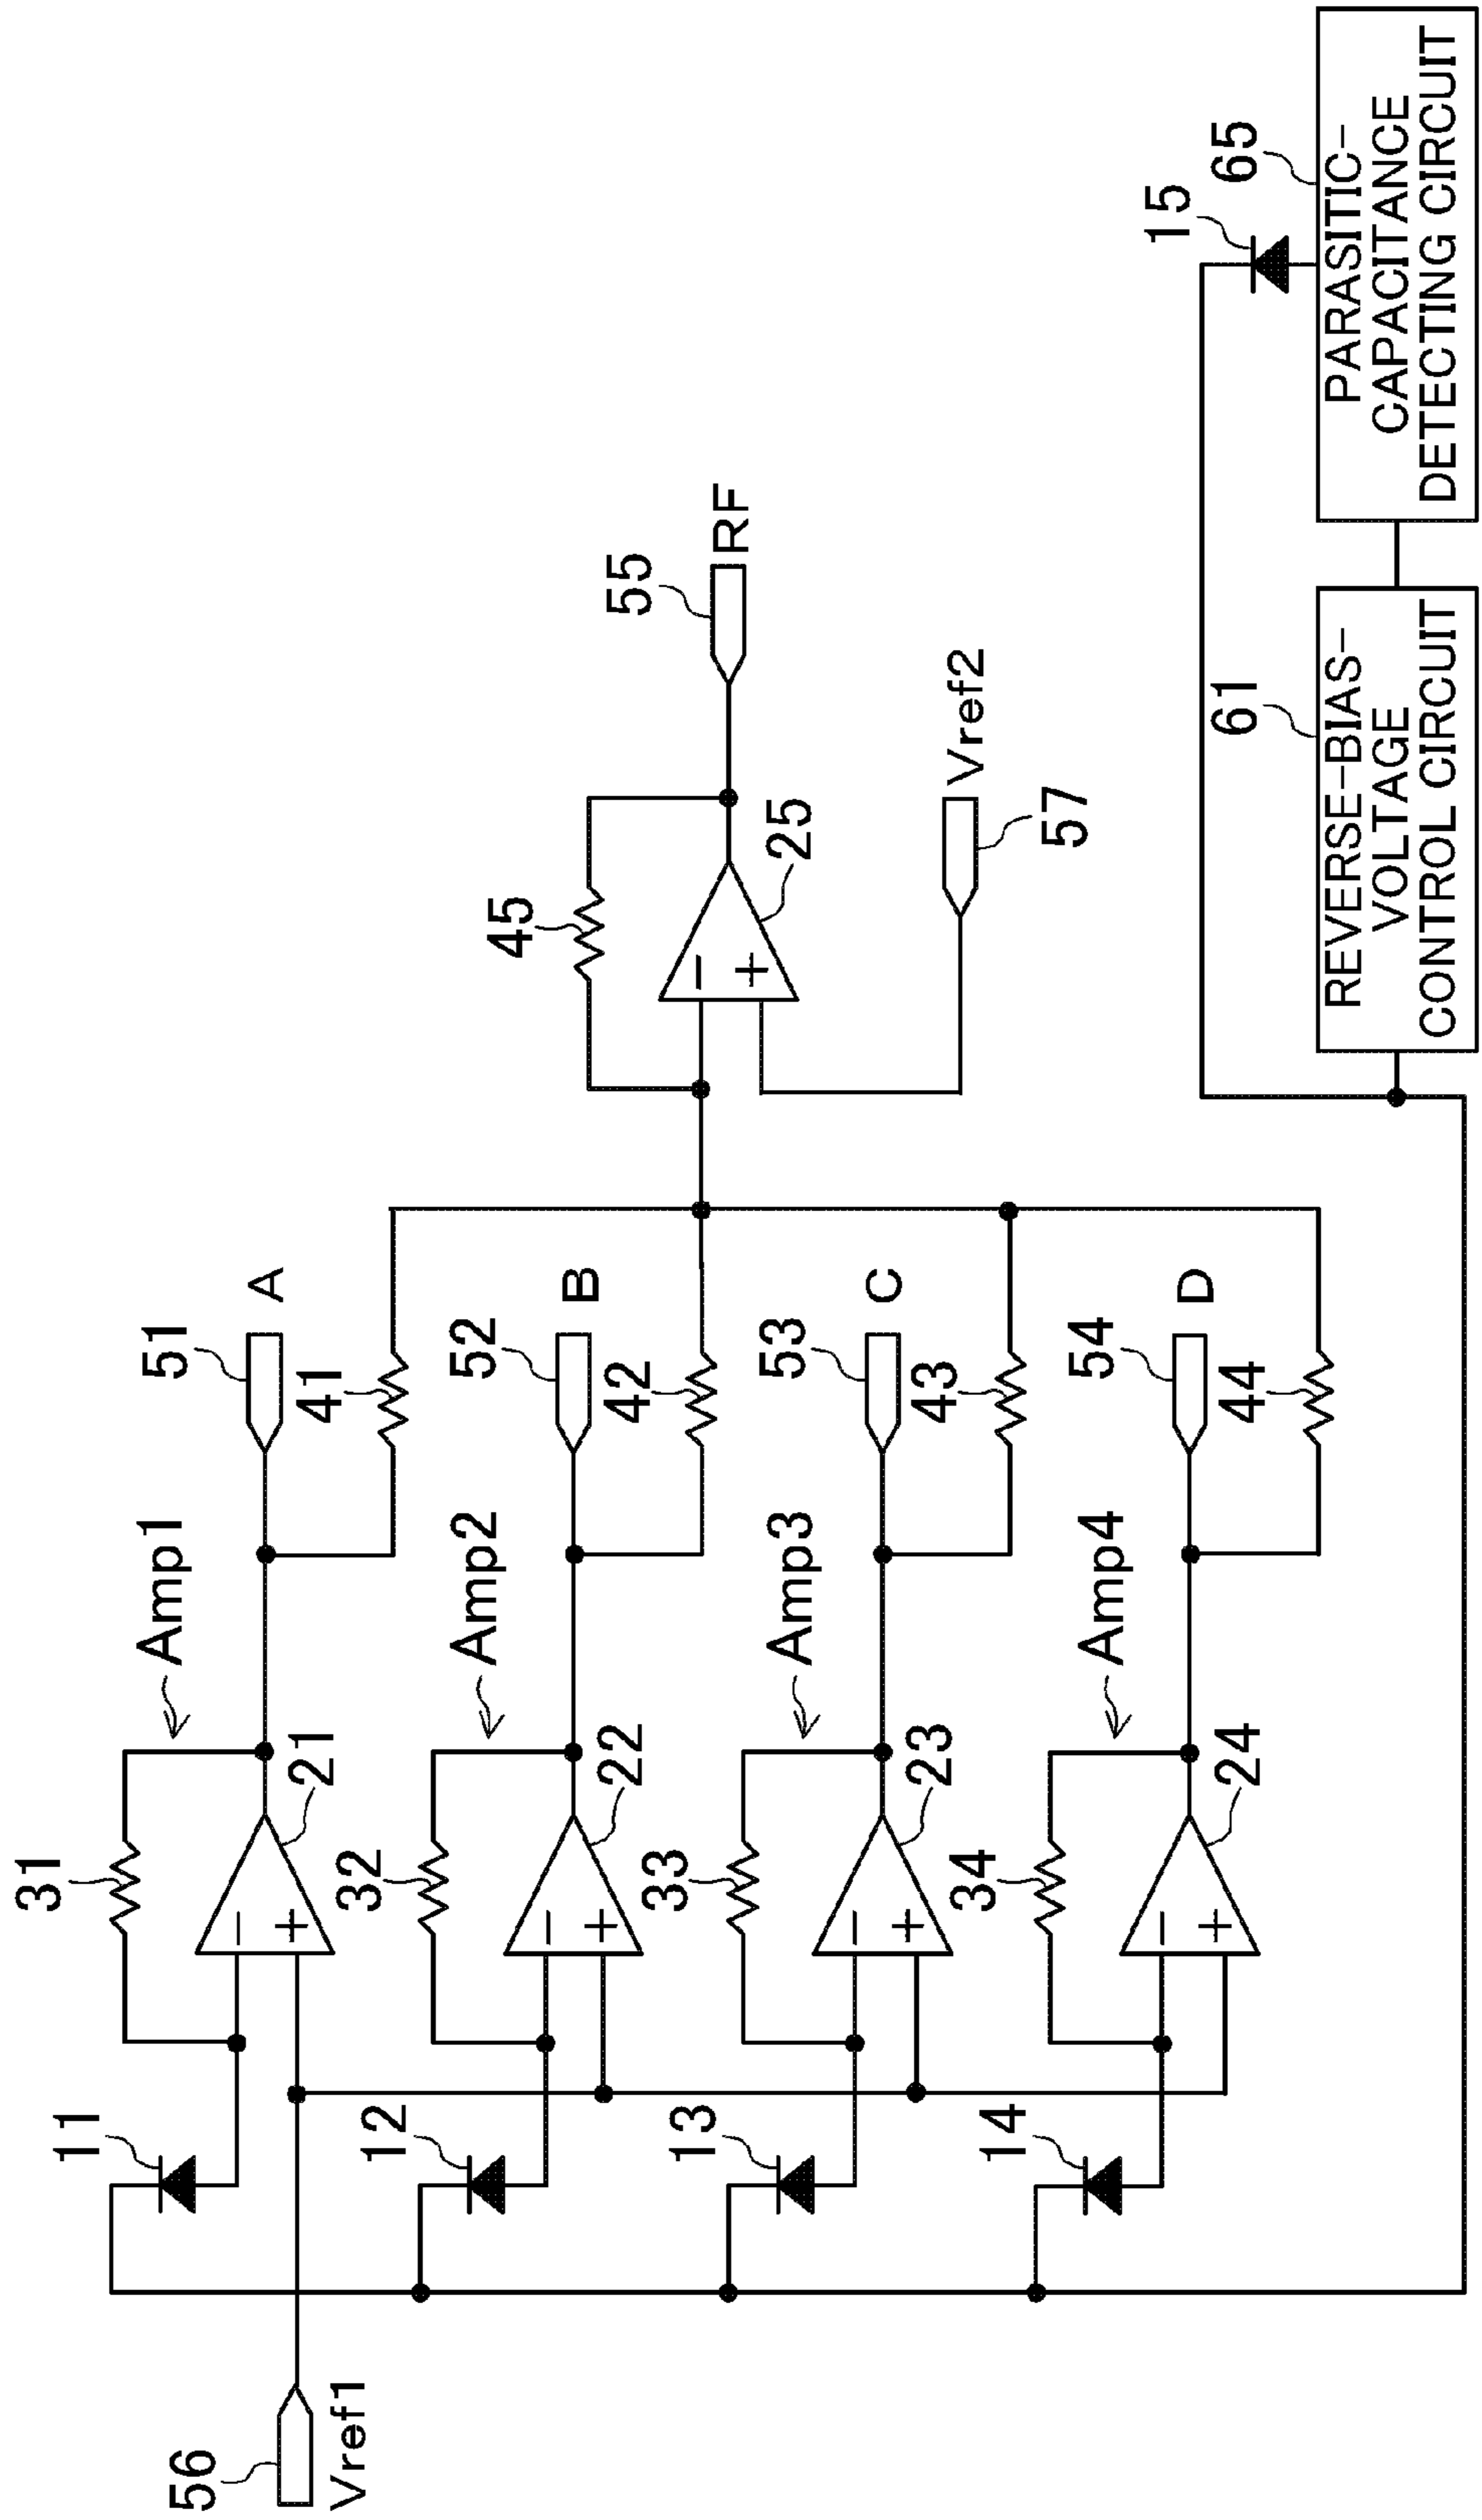 11
31
Amp1
51
A
21
41
12
32
Amp2
52
B
22
42
13
33
Amp3
53
C
23
43
14
34
Amp4
54
D
24
44
56
Vref1
45
25
55
RF
Vref2
57
61
REVERSE-BIAS-
VOLTAGE
CONTROL CIRCUIT
15
65
PARASITIC-
CAPACITANCE
DETECTING CIRCUIT
−
+
−
+
−
+
−
+
−
+